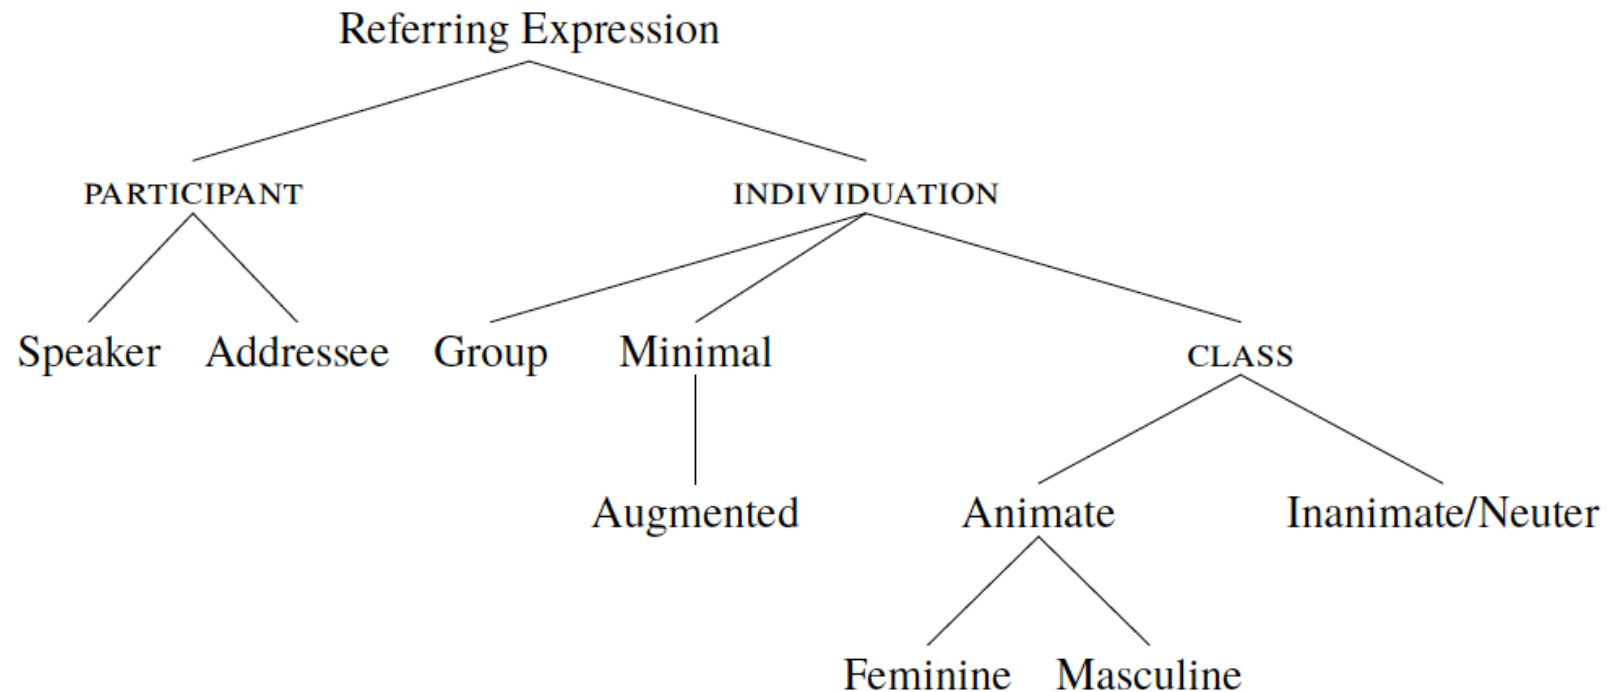 Referring Expression
PARTICIPANT INDIVIDUATION
Speaker Addressee Group Minimal CLASS
Augmented Animate Inanimate/Neuter
Feminine Masculine